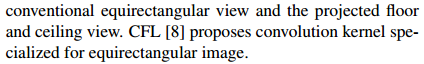 conventional equirectangular view and the projected floor
and ceiling view. CFL [8] proposes convolution kernel spe-
cialized for equirectangular image.